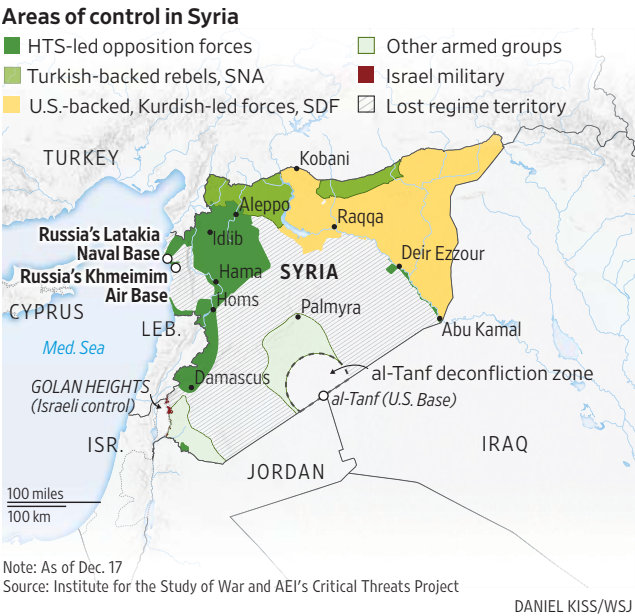 Areas of control in Syria
HTS-led opposition forces
Other armed groups
Turkish-backed rebels, SNA
Israel military
U.S.-backed, Kurdish-led forces, SDF
Lost regime territory
TURKEY
Kobani
Aleppo
Raqqa
Russia's Latakia
Naval Base
Idlib
Deir Ezzour
Russia's Khmeimim
Air Base
Hama
SYRIA
CYPRUS
Homs
Palmyra
LEB.
Abu Kamal
Med. Sea
Damascus
al-Tanf deconfliction zone
GOLAN HEIGHTS
(Israeli control)
al-Tanf (U.S. Base)
ISR.
IRAQ
JORDAN
100 miles
100 km
Note: As of Dec. 17
Source: Institute for the Study of War and AEI's Critical Threats Project
DANIEL KISS/WSJ